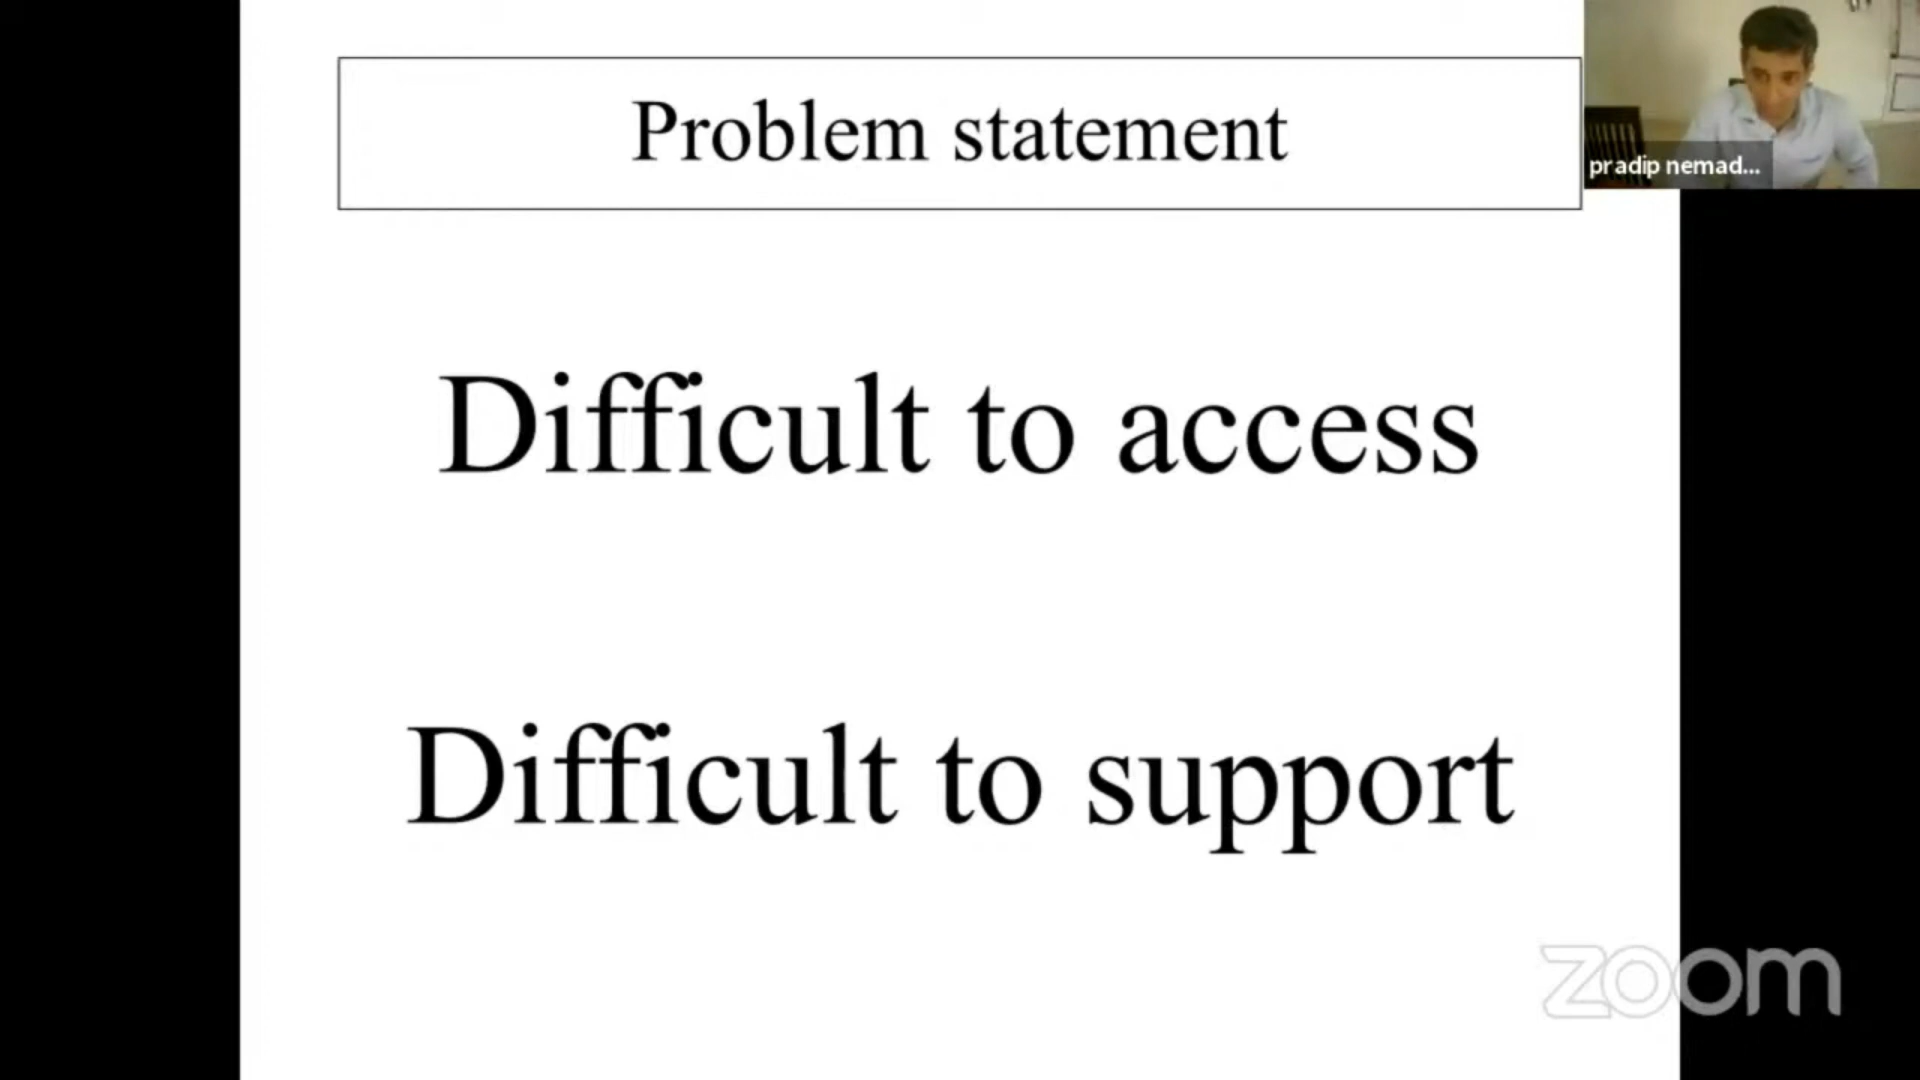 Problem statement
pradip nemad...
Difficult to access
Difficult to support
zoom